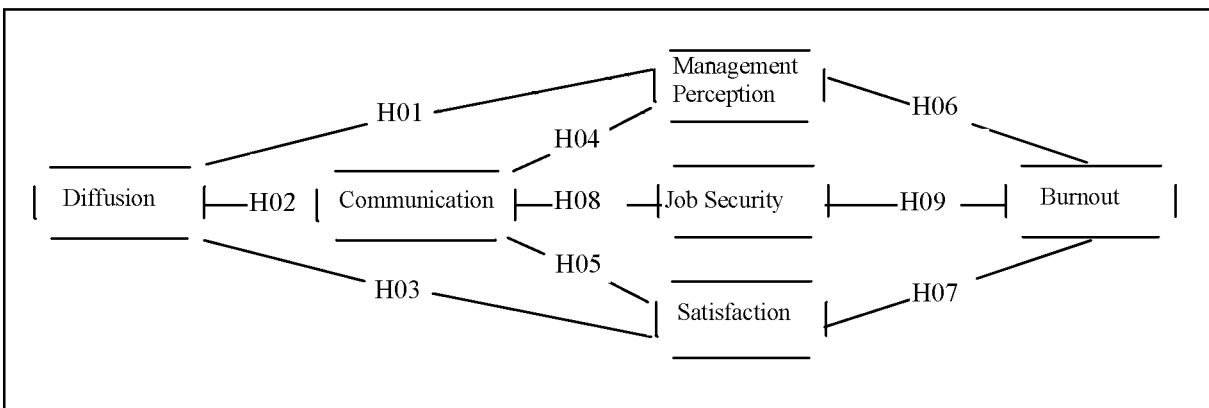 Management
Perception
H01
H06
H04
Diffusion
H02
Communication
H08
Job Security
H09
Burnout
H05
H03
H07
Satisfaction